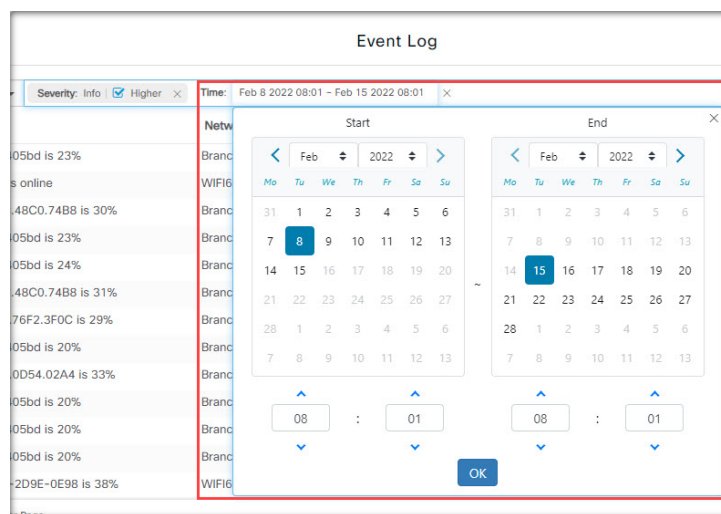 Event Log
Severity: Info Higher ×
Time: Feb 8 2022 08:01 - Feb 15 2022 08:01 ×
Netw
Start
End
Feb 2022
Feb 2022
Mo Tu We Th Fr Sa Su
Mo Tu We Th Fr Sa Su
31 1 2 3 4 5 6
31 1 2 3 4 5 6
7 8 9 10 11 12 13
7 8 9 10 11 12 13
14 15 16 17 18 19 20
14 15 16 17 18 19 20
~
21 22 23 24 25 26 27
21 22 23 24 25 26 27
28 1 2 3 4 5 6
28 1 2 3 4 5 6
7 8 9 10 11 12 13
7 8 9 10 11 12 13
08 : 01
08 : 01
OK
405bd is 23% Branc
s online WIFI6
.48C0.74B8 is 30% Branc
405bd is 23% Branc
405bd is 24% Branc
.48C0.74B8 is 31% Branc
.76F2.3F0C is 29% Branc
405bd is 20% Branc
.0D54.02A4 is 33% Branc
405bd is 20% Branc
405bd is 20% Branc
405bd is 20% Branc
-2D9E-0E98 is 38% WIFI6